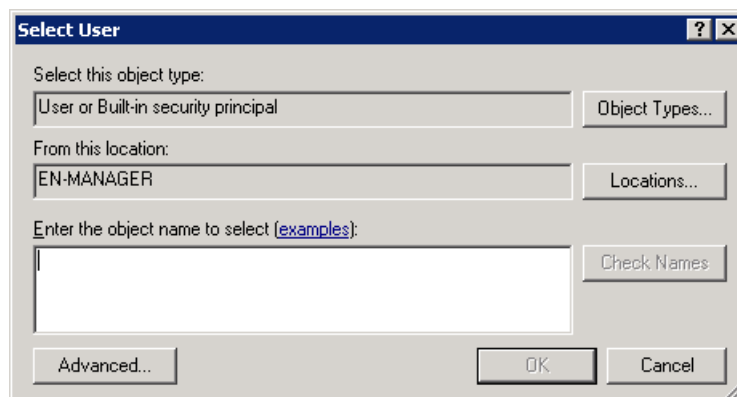 Select User
Select this object type:
User or Built-in security principal
Object Types...
From this location:
EN-MANAGER
Locations...
Enter the object name to select (examples):
Check Names
Advanced...
OK
Cancel